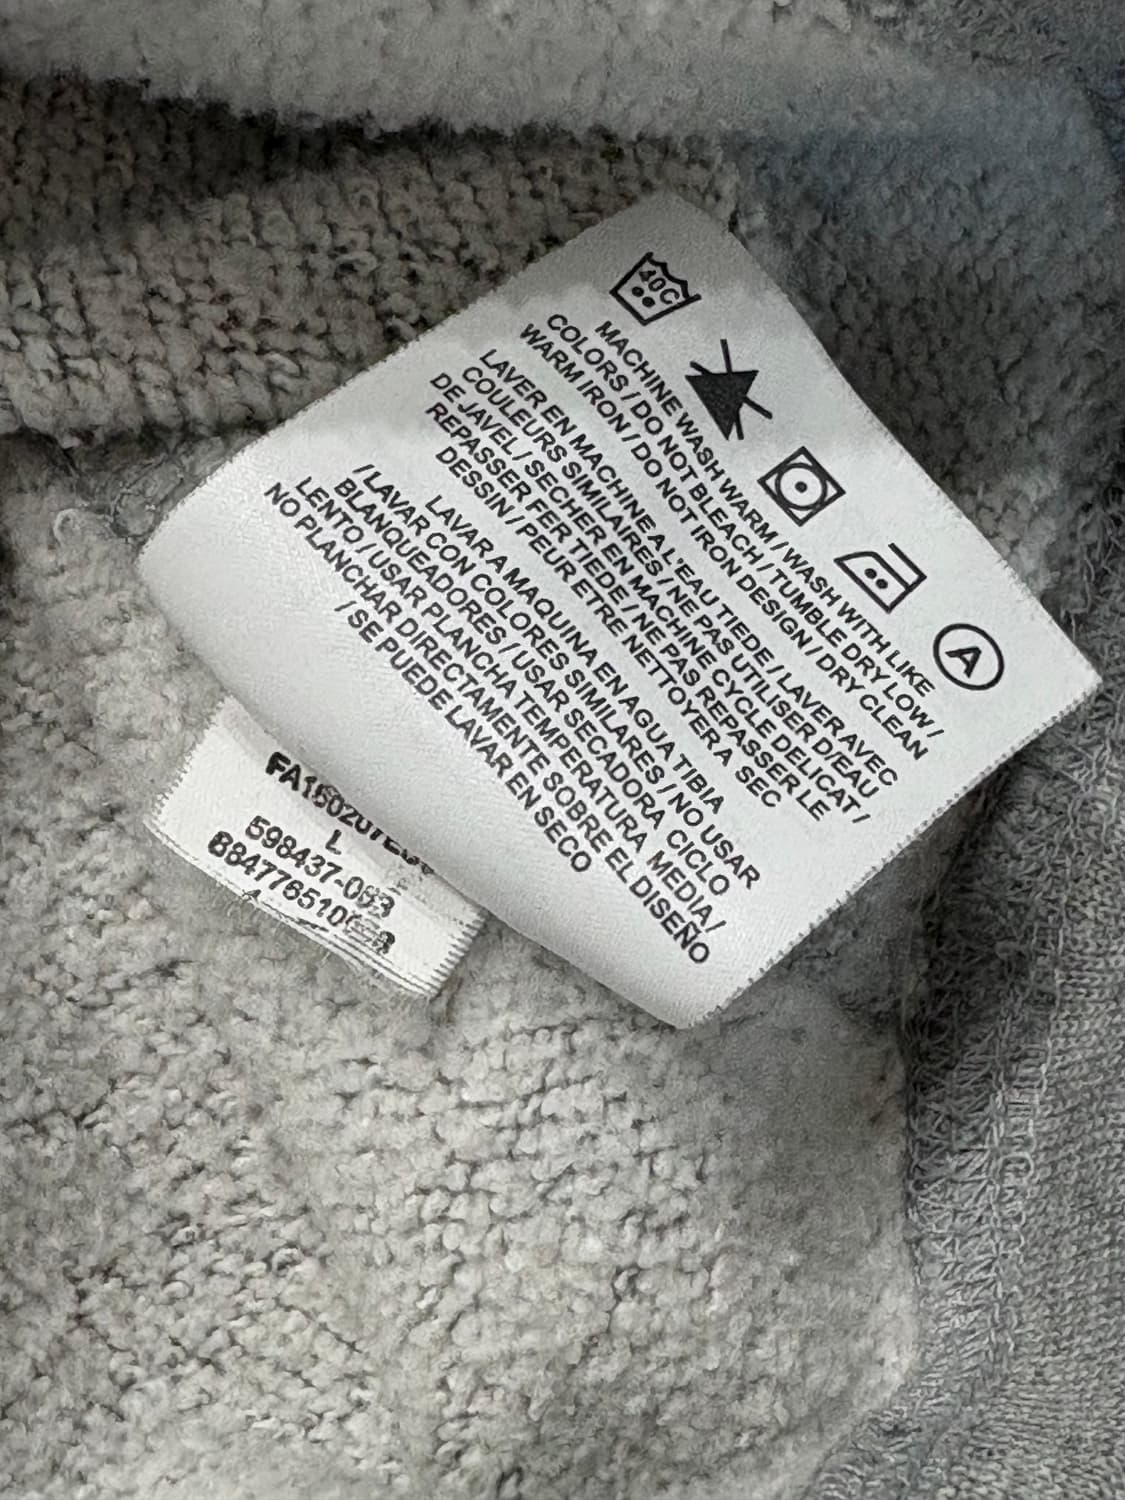 40C
A
MACHINE WASH WARM / WASH WITH LIKE
COLORS / DO NOT BLEACH / TUMBLE DRY LOW /
WARM IRON / DO NOT IRON DESIGN / DRY CLEAN
LAVER EN MACHINE A L'EAU TIEDE / LAVER AVEC
COULEURS SIMILAIRES / NE PAS UTILISER D/EAU
DE JAVEL / SECHER EN MACHINE CYCLE DELICAT /
REPASSER FER TIEDE / NE PAS REPASSER LE
DESSIN / PEUR ETRE NETTOYER A SEC
LAVAR A MAQUINA EN AGUA TIBIA
/ LAVAR CON COLORES SIMILARES / NO USAR
BLANQUEADORES / USAR SECADORA CICLO
LENTO / USAR PLANCHA TEMPERATURA MEDIA /
NO PLANCHAR DIRECTAMENTE SOBRE EL DISEÑO
/ SE PUEDE LAVAR EN SECO
L